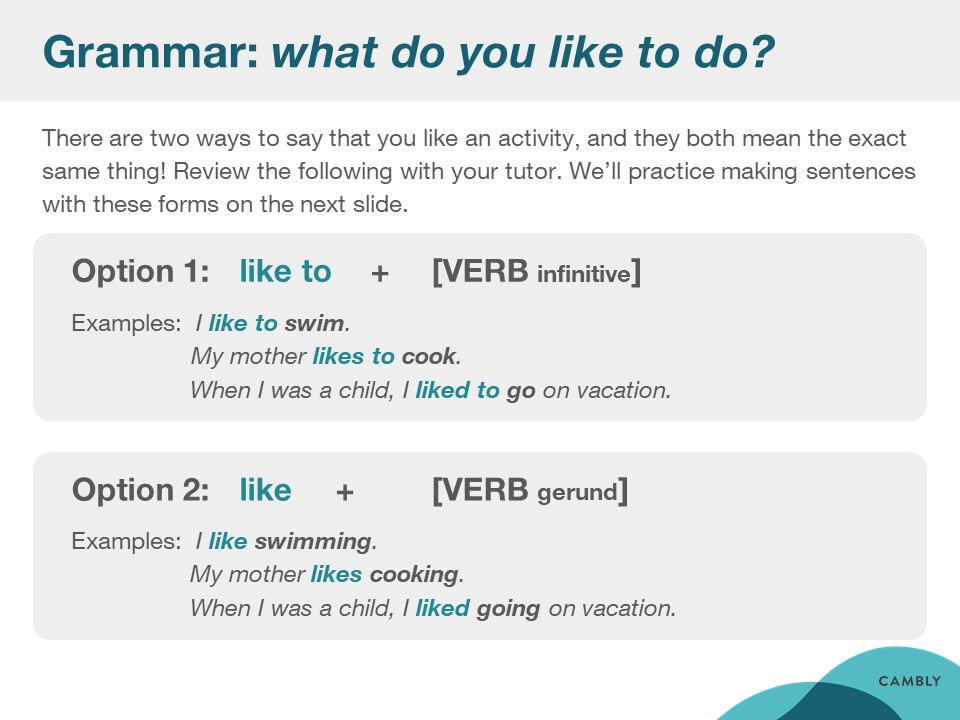 Grammar: what do you like to do?
There are two ways to say that you like an activity, and they both mean the exact
same thing! Review the following with your tutor. We’ll practice making sentences
with these forms on the next slide.
Option 1: like to + [VERB infinitive]
Examples: I like to swim.
My mother likes to cook.
When I was a child, I liked to go on vacation.
Option 2: like + [VERB gerund]
Examples: I like swimming.
My mother likes cooking.
When I was a child, I liked going on vacation.
CAMBLY